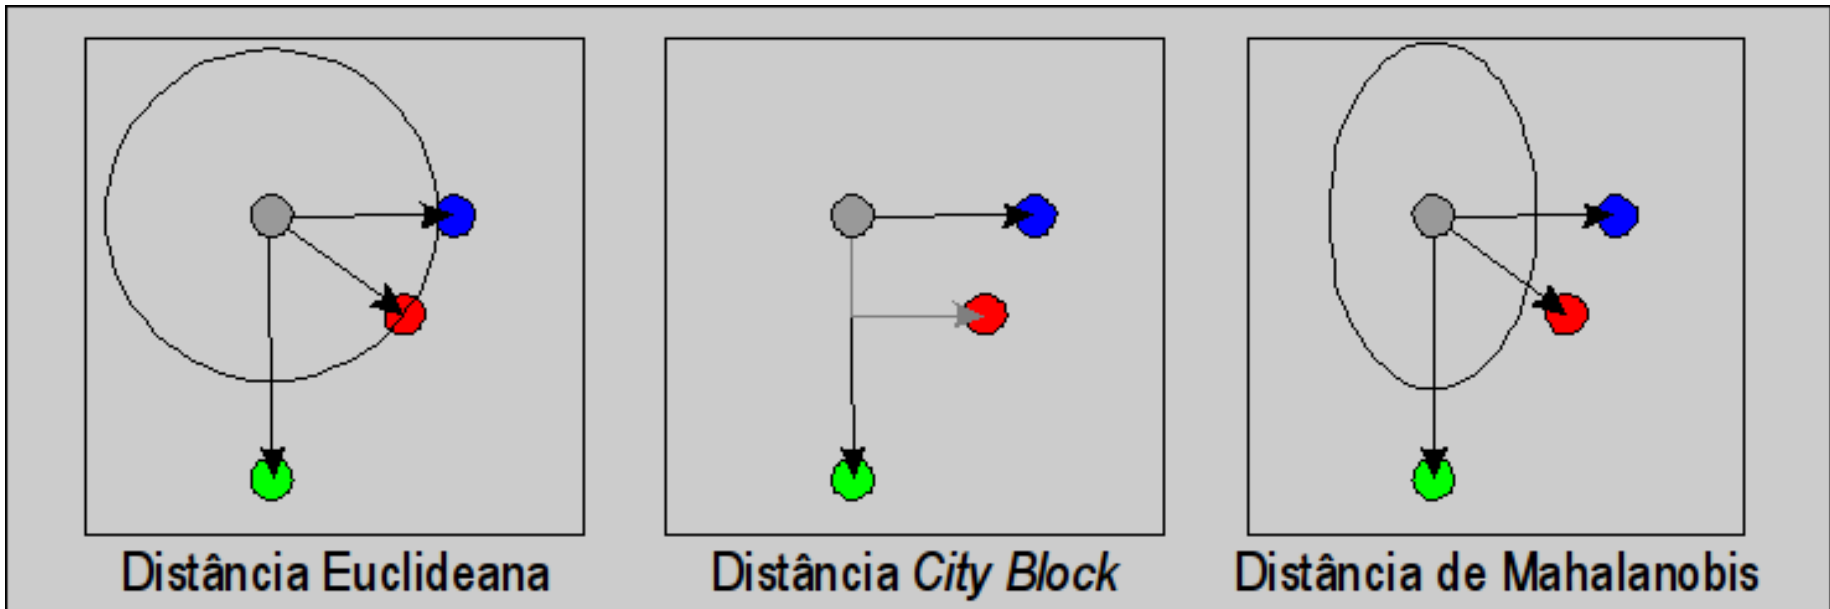 Distância Euclideana
Distância City Block
Distância de Mahalanobis